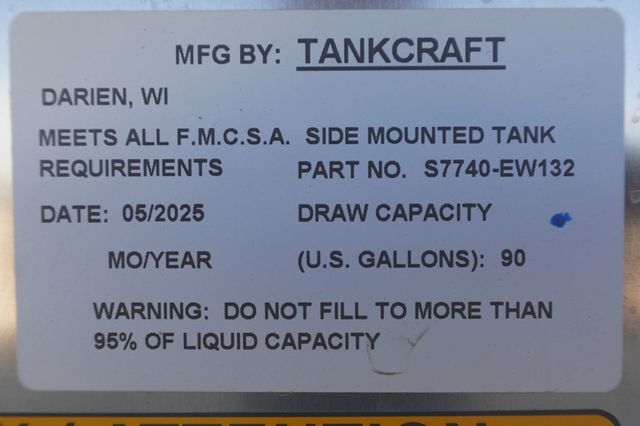 MFG BY: TANKCRAFT
DARIEN, WI
MEETS ALL F.M.C.S.A. SIDE MOUNTED TANK
REQUIREMENTS PART NO. S7740-EW132
DATE: 05/2025 DRAW CAPACITY
MO/YEAR (U.S. GALLONS): 90
WARNING: DO NOT FILL TO MORE THAN
95% OF LIQUID CAPACITY
ATTENTION